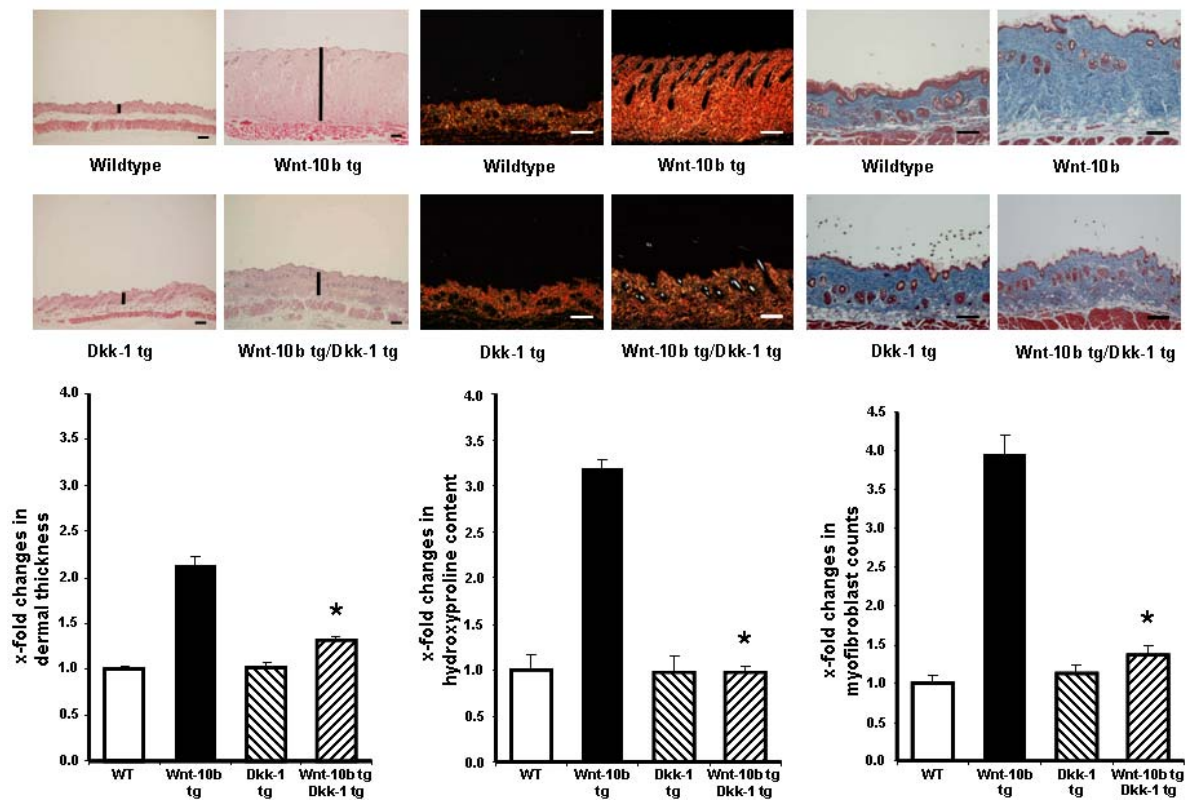 Wildtype
Wnt-10b tg
Wildtype
Wnt-10b tg
Wildtype
Wnt-10b
Dkk-1 tg
Wnt-10b tg/Dkk-1 tg
Dkk-1 tg
Wnt-10b tg/Dkk-1 tg
Dkk-1 tg
Wnt-10b tg/Dkk-1 tg
x-fold changes in
dermal thickness
4.0
3.5
3.0
2.5
2.0
1.5
1.0
0.5
0.0
*
WT
Wnt-10b
tg
Dkk-1
tg
Wnt-10b tg
Dkk-1 tg
x-fold changes in
hydroxyproline content
4.0
3.5
3.0
2.5
2.0
1.5
1.0
0.5
0.0
*
WT
Wnt-10b
tg
Dkk-1
tg
Wnt-10b tg
Dkk-1 tg
x-fold changes in
myofibroblast counts
4.5
4.0
3.5
3.0
2.5
2.0
1.5
1.0
0.5
0.0
*
WT
Wnt-10b
tg
Dkk-1
tg
Wnt-10b tg
Dkk-1 tg